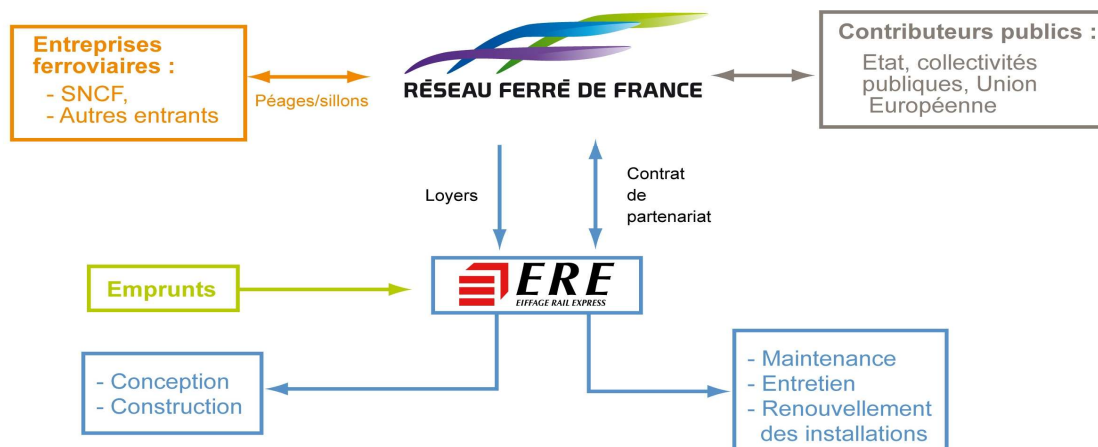 Entreprises
ferroviaires :
- SNCF,
- Autres entrants
Péages/sillons
RÉSEAU FERRÉ DE FRANCE
Contributeurs publics :
Etat, collectivités
publiques, Union
Européenne
Loyers
Contrat
de
partenariat
Emprunts
ERE
EIFFAGE RAIL EXPRESS
- Conception
- Construction
- Maintenance
- Entretien
- Renouvellement
des installations